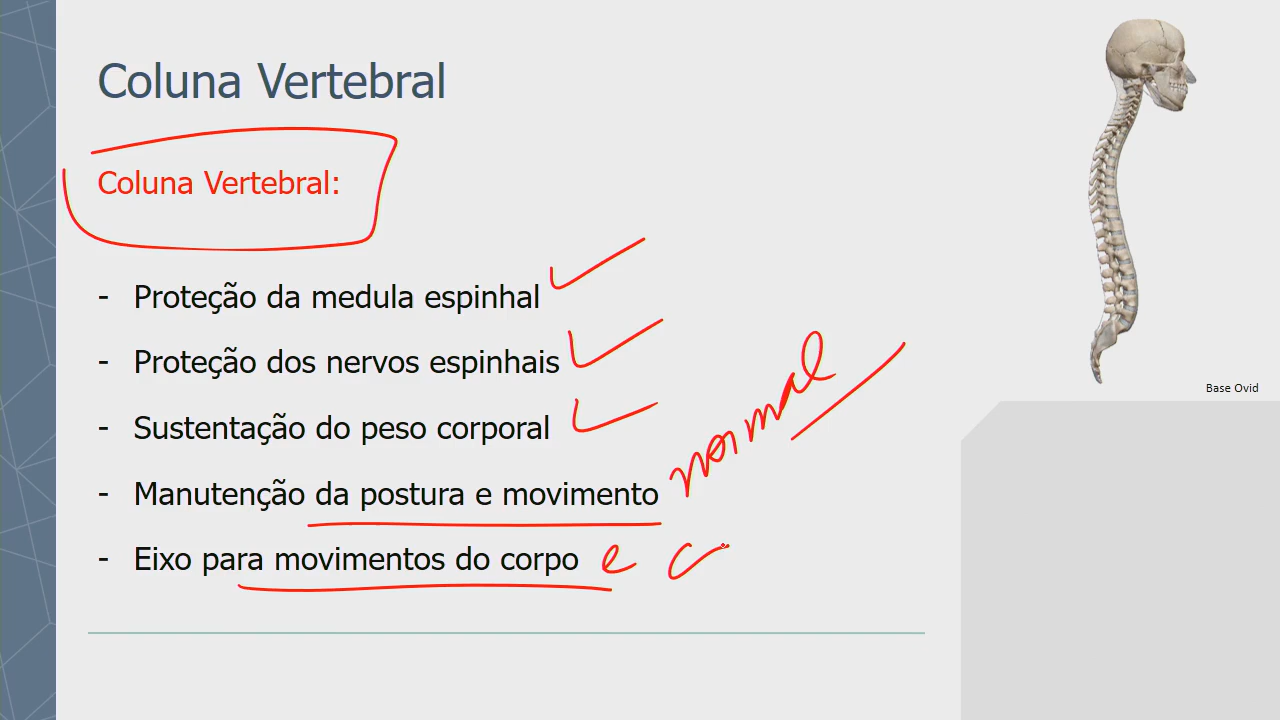 Coluna Vertebral
Coluna Vertebral:
- Proteção da medula espinhal
- Proteção dos nervos espinhais
Sustentação do peso corporal
- Manutenção da postura e movimento normal
- Eixo para movimentos do corpo e c
Base Ovid